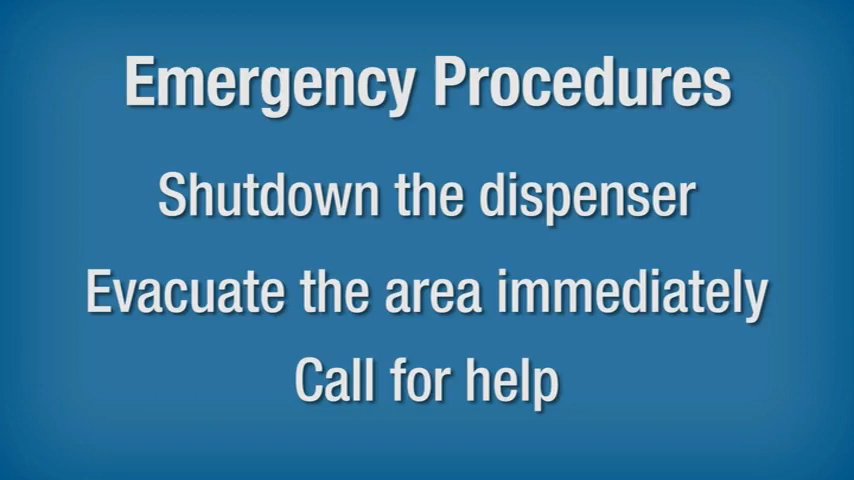 Emergency Procedures
Shutdown the dispenser
Evacuate the area immediately
Call for help